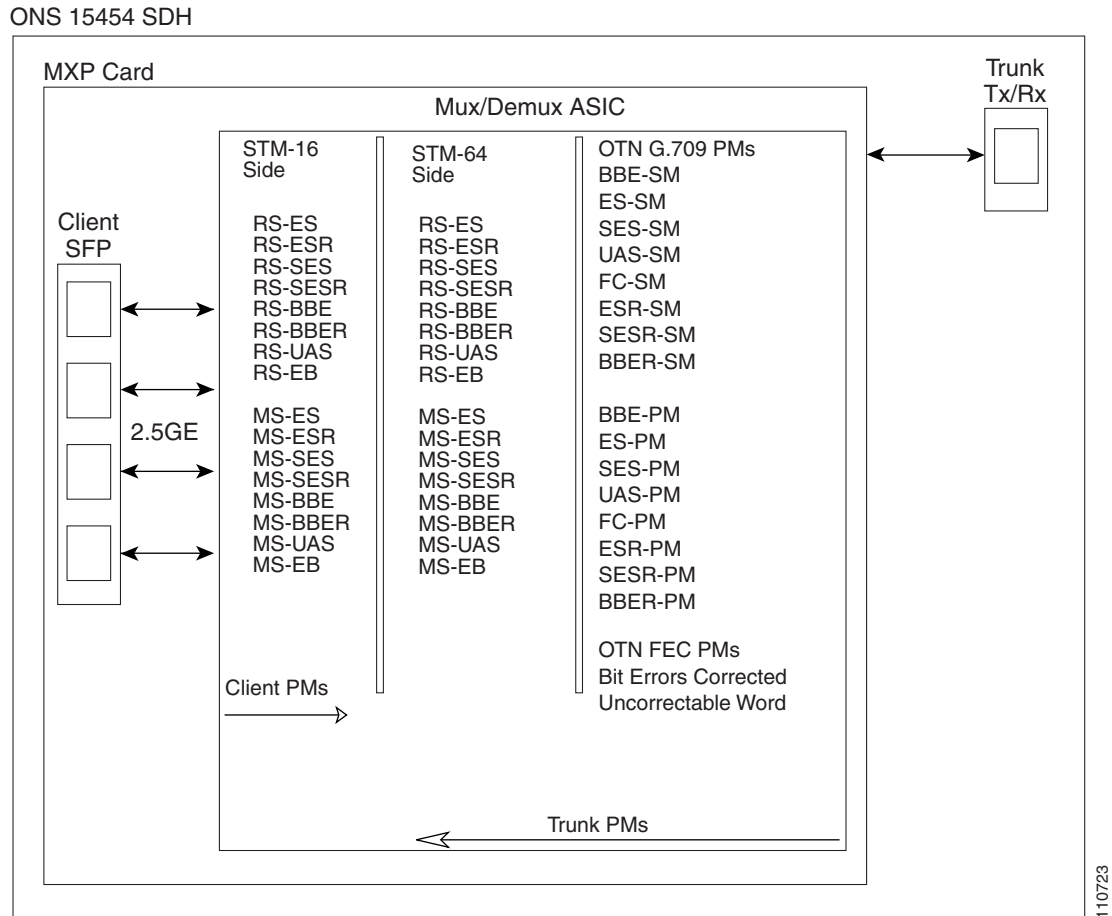 ONS 15454 SDH
MXP Card
Trunk
Tx/Rx
Mux/Demux ASIC
Client
SFP
2.5GE
STM-16
Side
RS-ES
RS-ESR
RS-SES
RS-SESR
RS-BBE
RS-BBER
RS-UAS
RS-EB
MS-ES
MS-ESR
MS-SES
MS-SESR
MS-BBE
MS-BBER
MS-UAS
MS-EB
Client PMs
STM-64
Side
RS-ES
RS-ESR
RS-SES
RS-SESR
RS-BBE
RS-BBER
RS-UAS
RS-EB
MS-ES
MS-ESR
MS-SES
MS-SESR
MS-BBE
MS-BBER
MS-UAS
MS-EB
OTN G.709 PMs
BBE-SM
ES-SM
SES-SM
UAS-SM
FC-SM
ESR-SM
SESR-SM
BBER-SM
BBE-PM
ES-PM
SES-PM
UAS-PM
FC-PM
ESR-PM
SESR-PM
BBER-PM
OTN FEC PMs
Bit Errors Corrected
Uncorrectable Word
Trunk PMs
110723